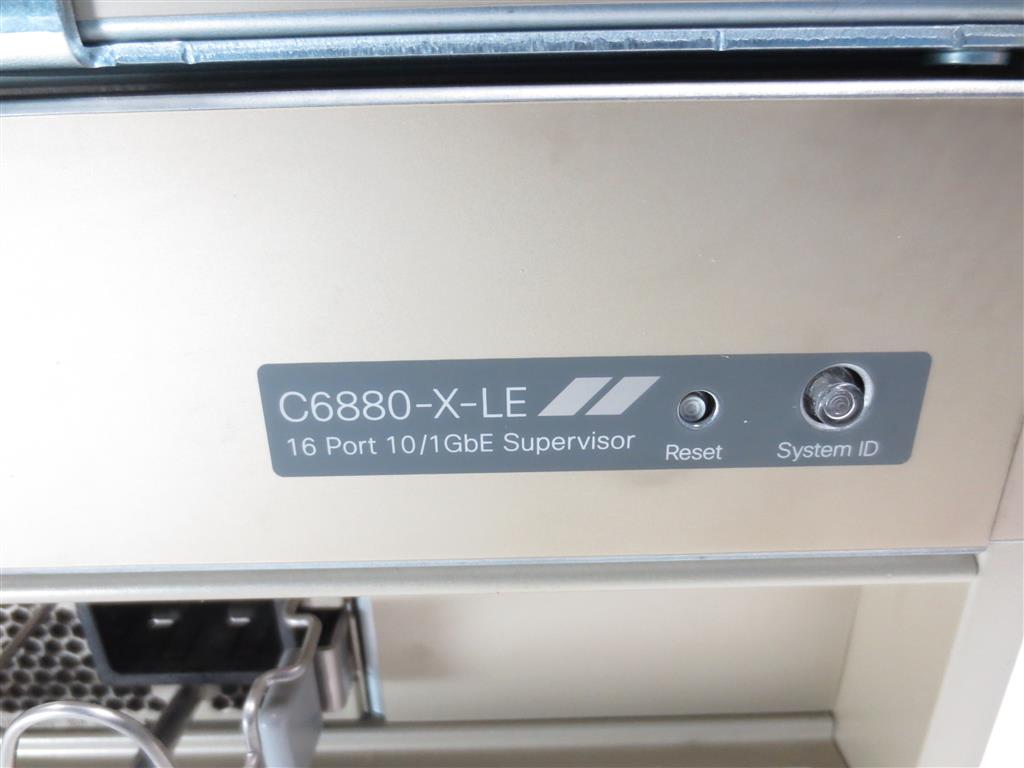 C6880-X-LE
16 Port 10/1GbE Supervisor
Reset
System ID